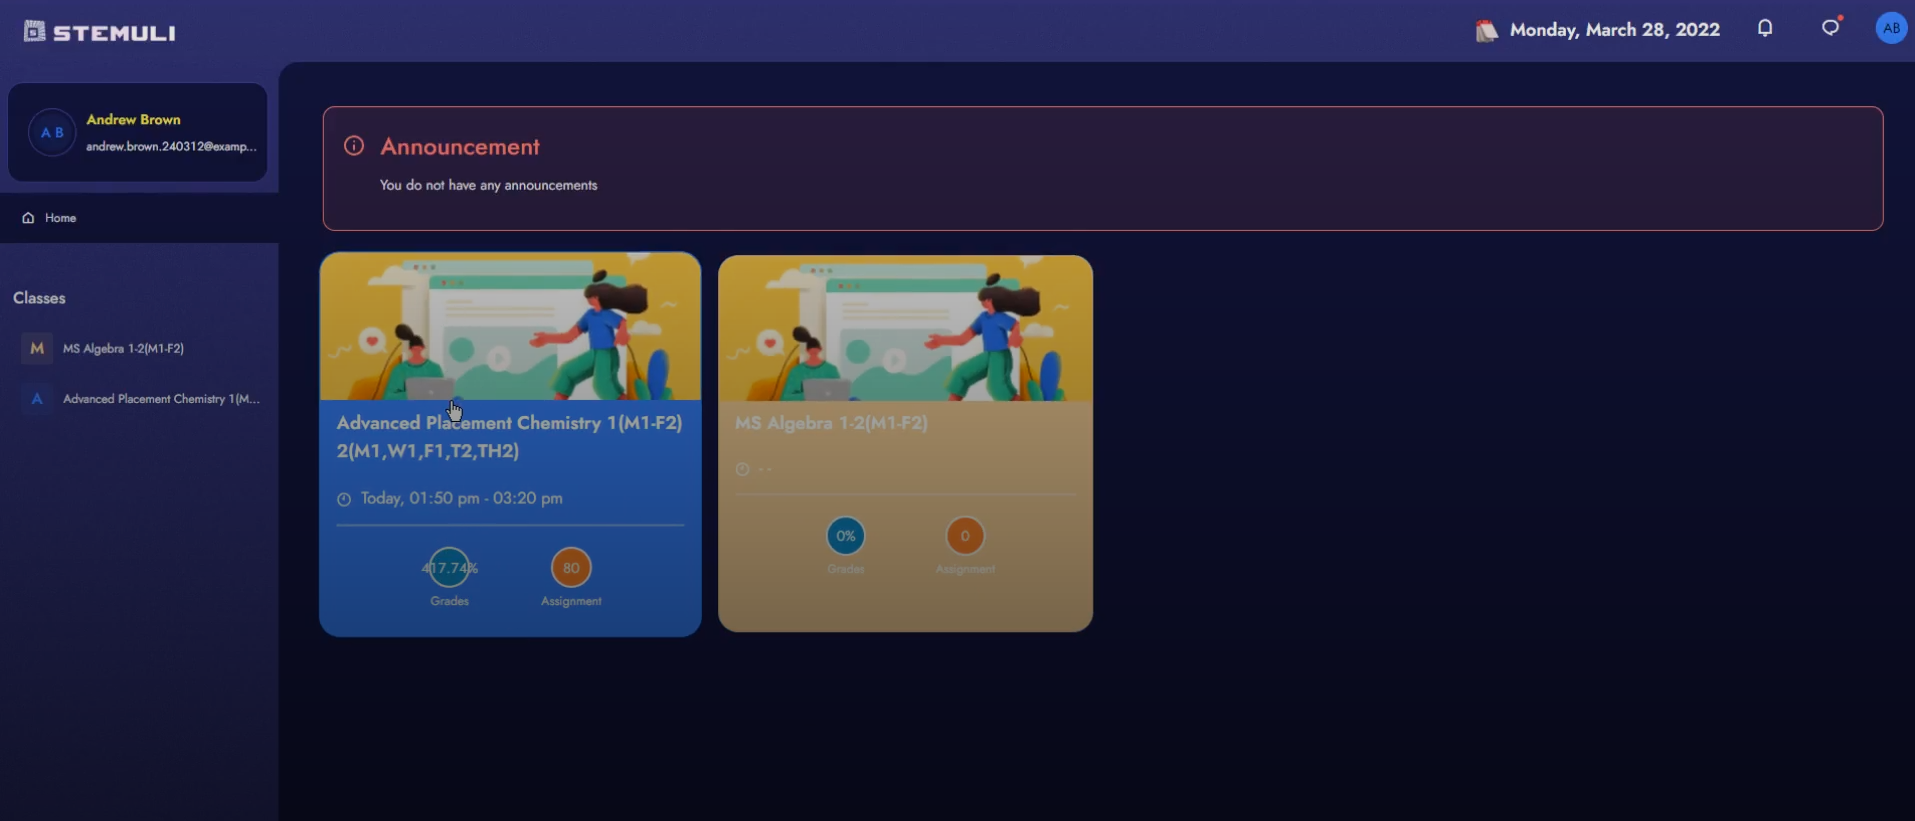 STEMULI
Monday, March 28, 2022
AB
A B
Andrew Brown
andrew.brown.240312@examp...
Home
Classes
M
MS Algebra 1-2(M1-F2)
A
Advanced Placement Chemistry 1(M...
Announcement
You do not have any announcements
Advanced Placement Chemistry 1(M1-F2)
2(M1,W1,F1,T2,TH2)
Today, 01:50 pm - 03:20 pm
417.74%
80
Grades
Assignment
MS Algebra 1-2(M1-F2)
- -
0%
0
Grades
Assignment